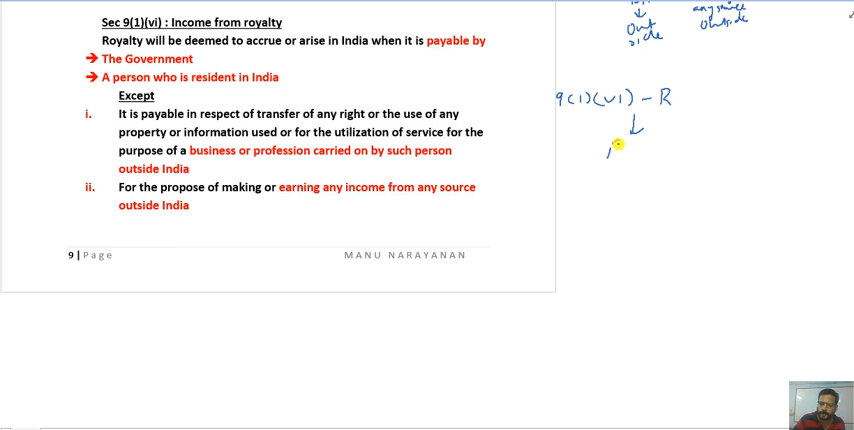 Sec 9(1)(vi) : Income from royalty
Royalty will be deemed to accrue or arise in India when it is payable by
➔ The Government
➔ A person who is resident in India
Except
i. It is payable in respect of transfer of any right or the use of any
property or information used or for the utilization of service for the
purpose of a business or profession carried on by such person
outside India
ii. For the propose of making or earning any income from any source
outside India
9 | Page MANU NARAYANAN
Out
side
outside
9(1)(VI) - R